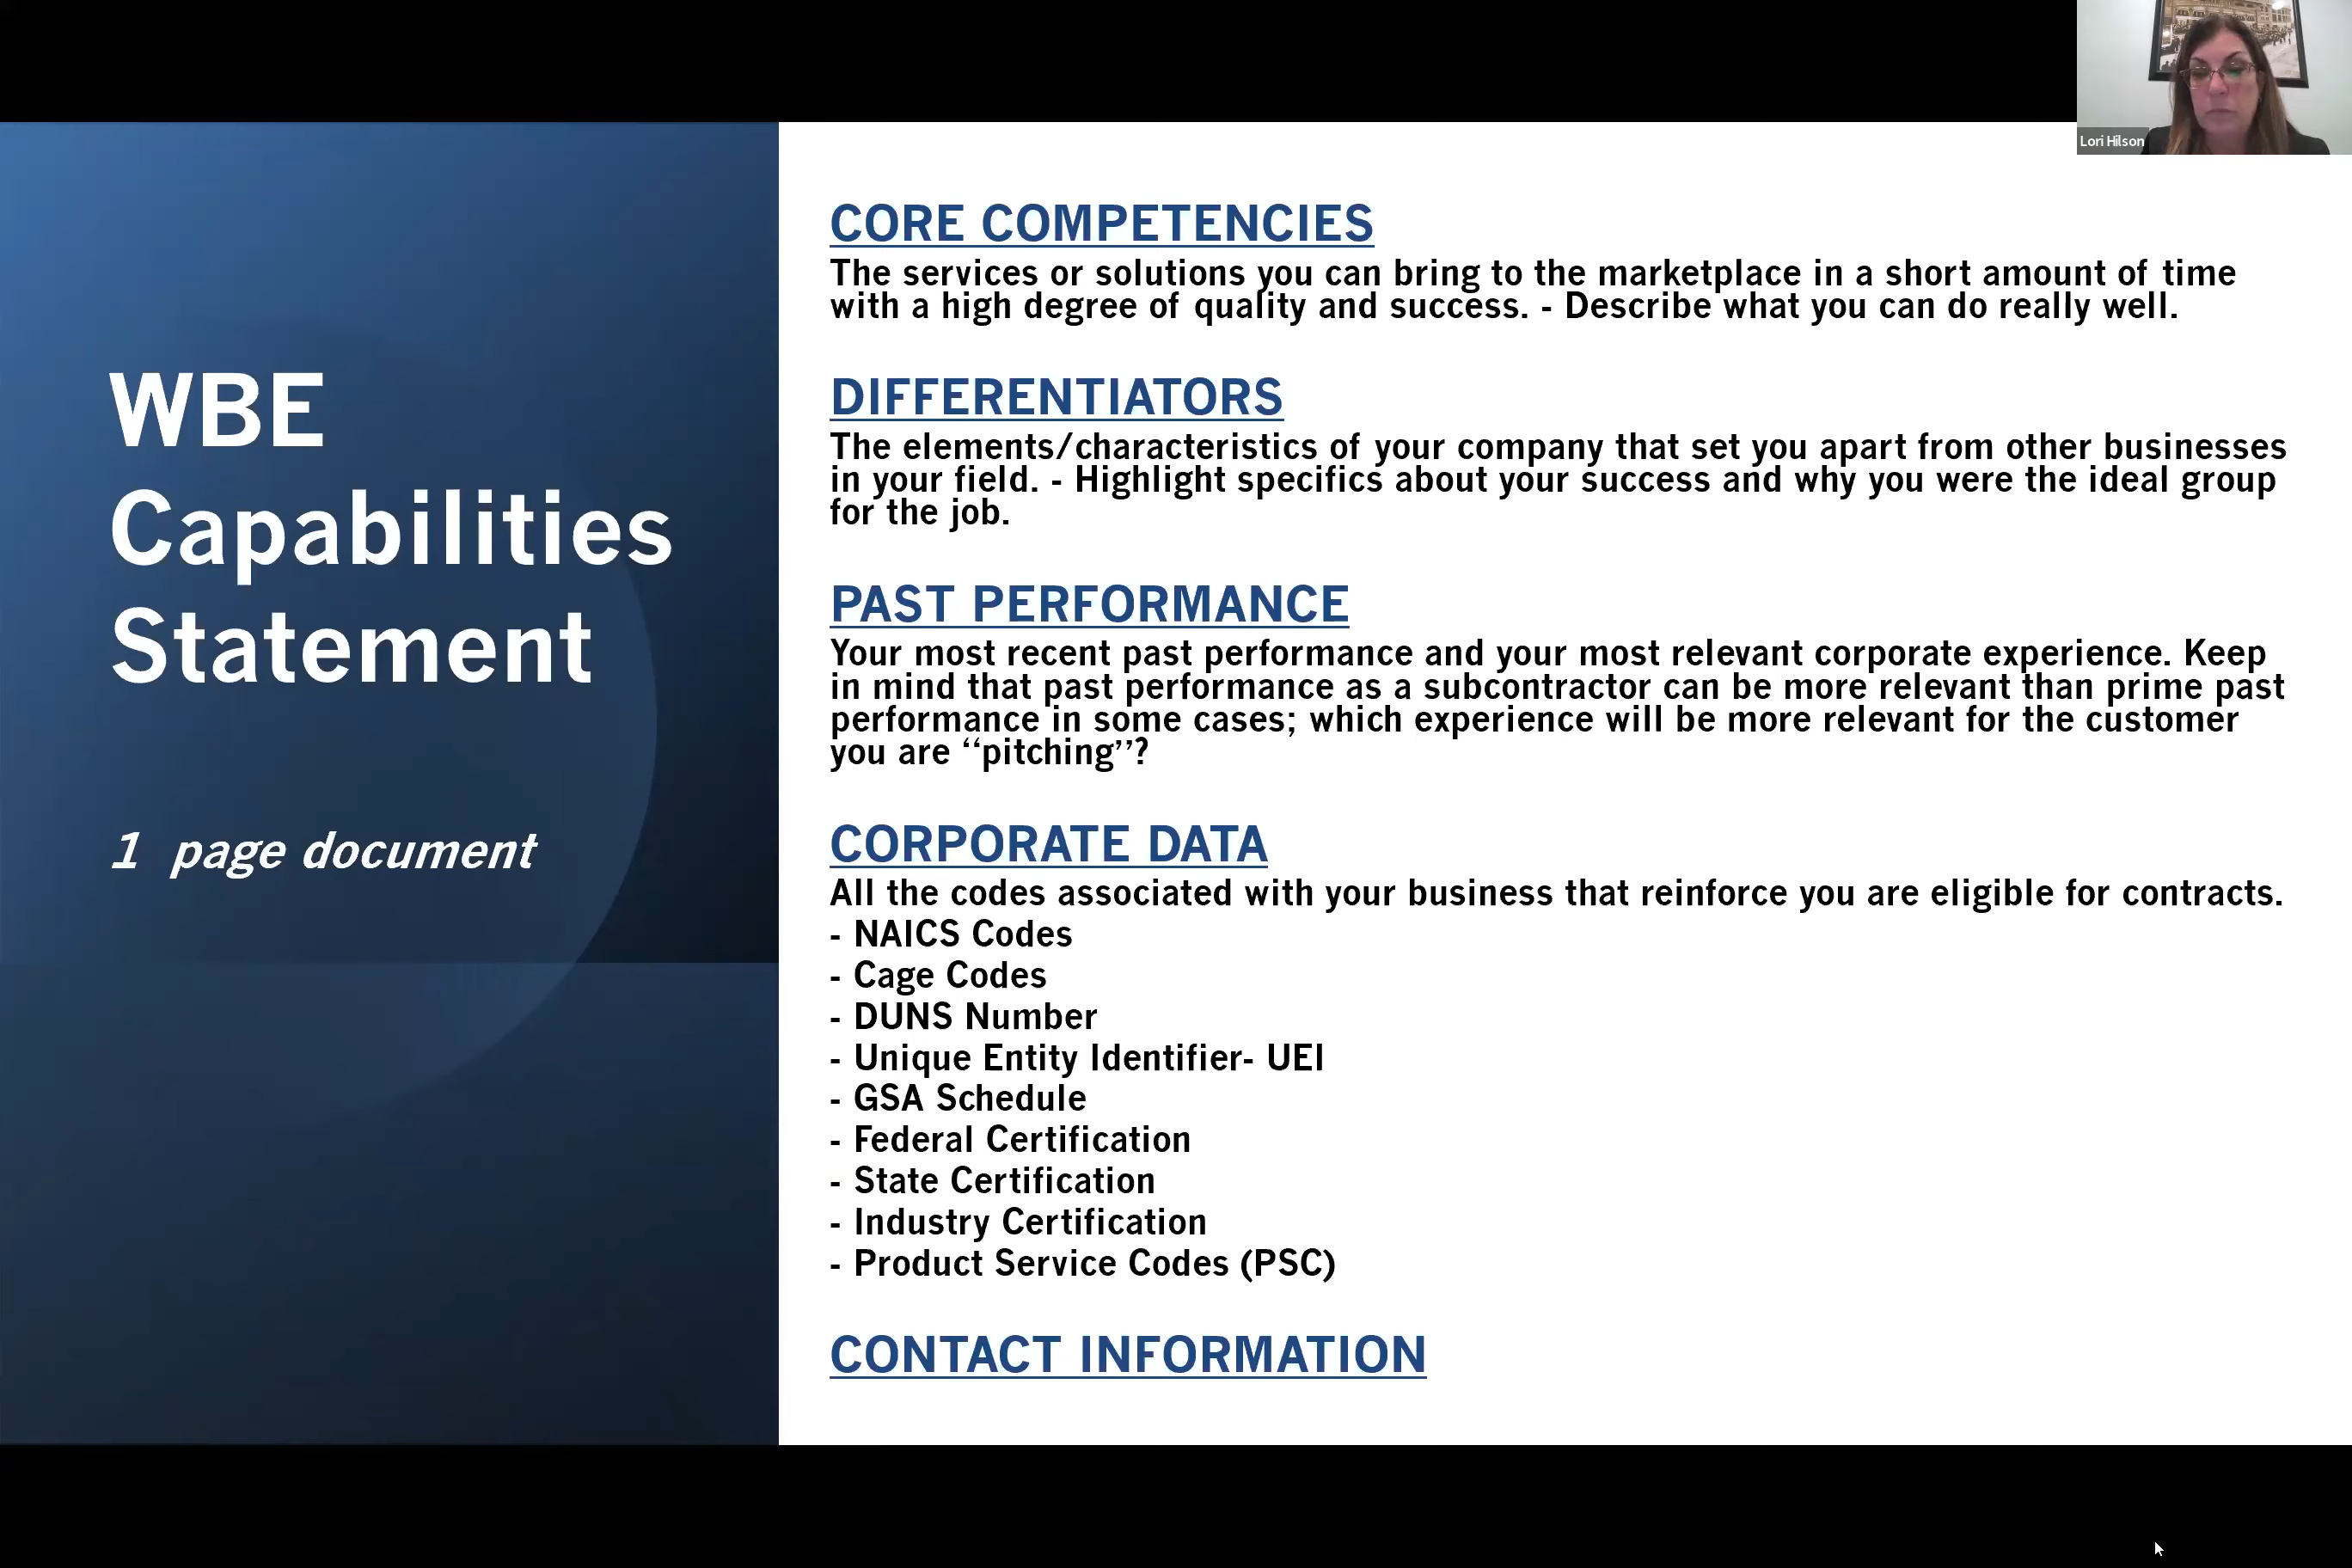 Lori Hilson
WBE
Capabilities
Statement
1 page document
CORE COMPETENCIES
The services or solutions you can bring to the marketplace in a short amount of time
with a high degree of quality and success. - Describe what you can do really well.
DIFFERENTIATORS
The elements/characteristics of your company that set you apart from other businesses
in your field. - Highlight specifics about your success and why you were the ideal group
for the job.
PAST PERFORMANCE
Your most recent past performance and your most relevant corporate experience. Keep
in mind that past performance as a subcontractor can be more relevant than prime past
performance in some cases; which experience will be more relevant for the customer
you are “pitching”?
CORPORATE DATA
All the codes associated with your business that reinforce you are eligible for contracts.
- NAICS Codes
- Cage Codes
- DUNS Number
- Unique Entity Identifier- UEI
- GSA Schedule
- Federal Certification
- State Certification
- Industry Certification
- Product Service Codes (PSC)
CONTACT INFORMATION